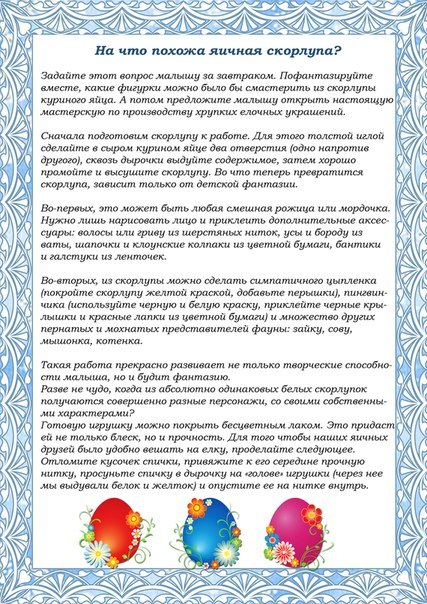 На что похожа яичная скорлупа?
Задайте этот вопрос малышу за завтраком. Пофантазируйте
вместе, какие фигурки можно было бы смастерить из скорлупы
куриного яйца. А потом предложите малышу открыть настоящую
мастерскую по производству хрупких елочных украшений.
Сначала подготовим скорлупу к работе. Для этого толстой иглой
сделайте в сыром курином яйце два отверстия (одно напротив
другого), сквозь дырочки выдуйте содержимое, затем хорошо
промойте и высушите скорлупу. Во что теперь превратится
скорлупа, зависит только от детской фантазии.
Во-первых, это может быть любая смешная рожица или мордочка.
Нужно лишь нарисовать лицо и приклеить дополнительные аксес-
суары: волосы или гриву из шерстяных ниток, усы и бороду из
ваты, шапочки и клоунские колпаки из цветной бумаги, бантики
и галстуки из ленточек.
Во-вторых, из скорлупы можно сделать симпатичного цыпленка
(покройте скорлупу желтой краской, добавьте перышки), пингвин-
чика (используйте черную и белую краску, приклейте черные кры-
лышки и красные лапки из цветной бумаги) и множество других
пернатых и мохнатых представителей фауны: зайку, сову,
мышонка, котенка.
Такая работа прекрасно развивает не только творческие способно-
сти малыша, но и будит фантазию.
Разве не чудо, когда из абсолютно одинаковых белых скорлупок
получаются совершенно разные персонажи, со своими собственны-
ми характерами?
Готовую игрушку можно покрыть бесцветным лаком. Это придаст
ей не только блеск, но и прочность. Для того чтобы наших яичных
друзей было удобно вешать на елку, проделайте следующее.
Отломите кусочек спички, привяжите к его середине прочную
нитку, просуньте спичку в дырочку на «голове» игрушки (через нее
мы выдували белок и желток) и опустите ее на нитке внутрь.